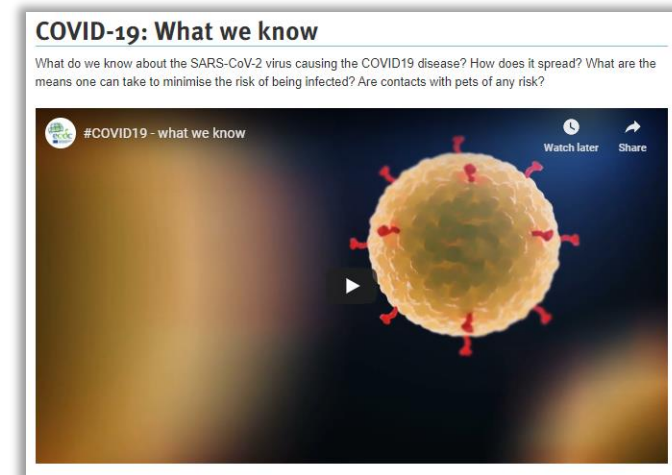 COVID-19: What we know
What do we know about the SARS-CoV-2 virus causing the COVID19 disease? How does it spread? What are the
means one can take to minimise the risk of being infected? Are contacts with pets of any risk?
ecdc
#COVID19 - what we know
Watch later
Share